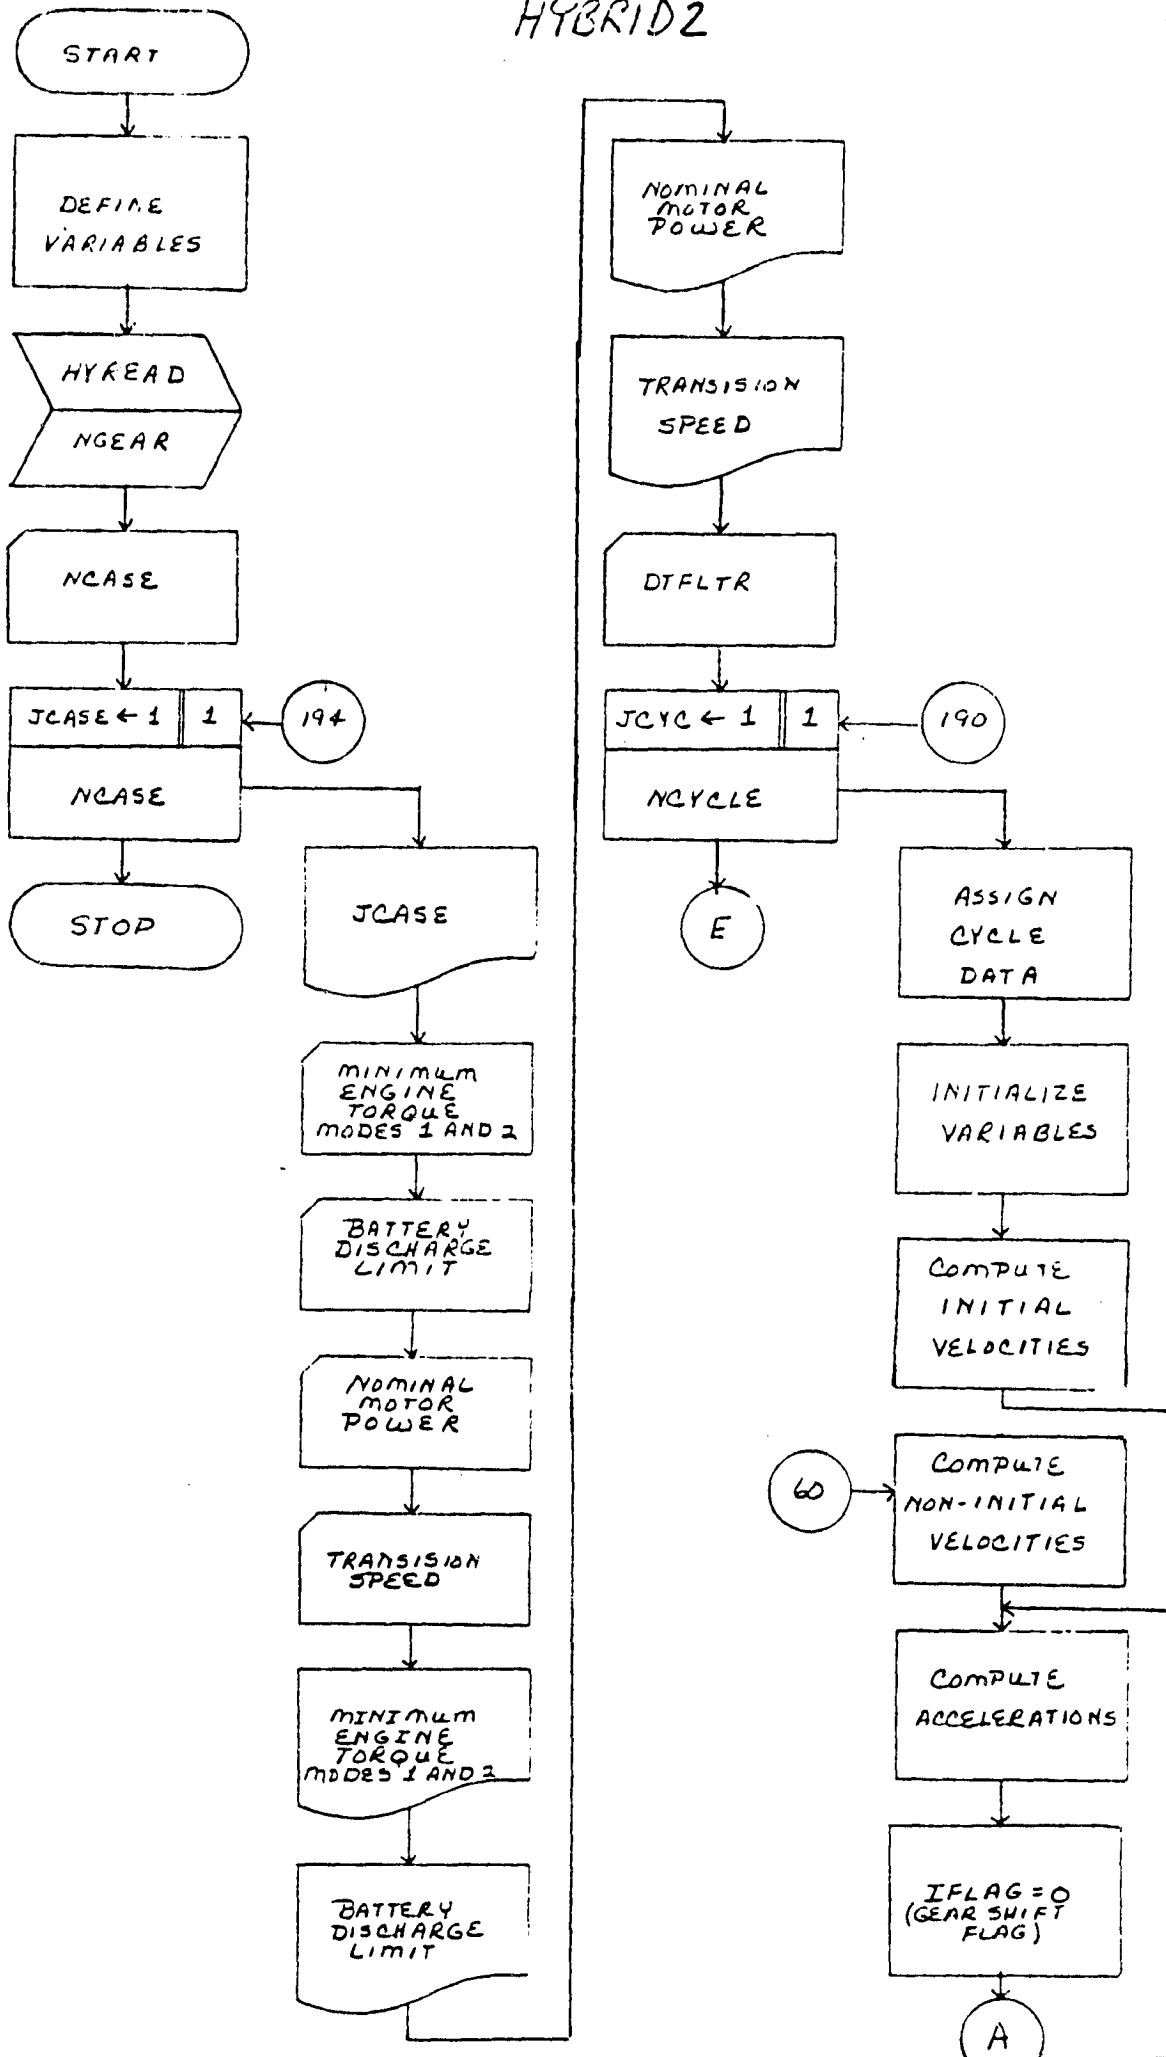 HYBRID2
START
DEFINE
VARIABLES
HYREAD
NGEAR
NCASE
JCASE ← 1 1
194
NCASE
STOP
JCASE
MINIMUM
ENGINE
TORQUE
MODES 1 AND 2
BATTERY
DISCHARGE
LIMIT
NOMINAL
MOTOR
POWER
TRANSISION
SPEED
MINIMUM
ENGINE
TORQUE
MODES 1 AND 2
BATTERY
DISCHARGE
LIMIT
NOMINAL
MOTOR
POWER
TRANSISION
SPEED
DTFLTR
JCYC ← 1 1
190
NCYCLE
E
ASSIGN
CYCLE
DATA
INITIALIZE
VARIABLES
COMPUTE
INITIAL
VELOCITIES
60
COMPUTE
NON-INITIAL
VELOCITIES
COMPUTE
ACCELERATIONS
IFLAG = 0
(GEAR SHIFT
FLAG)
A